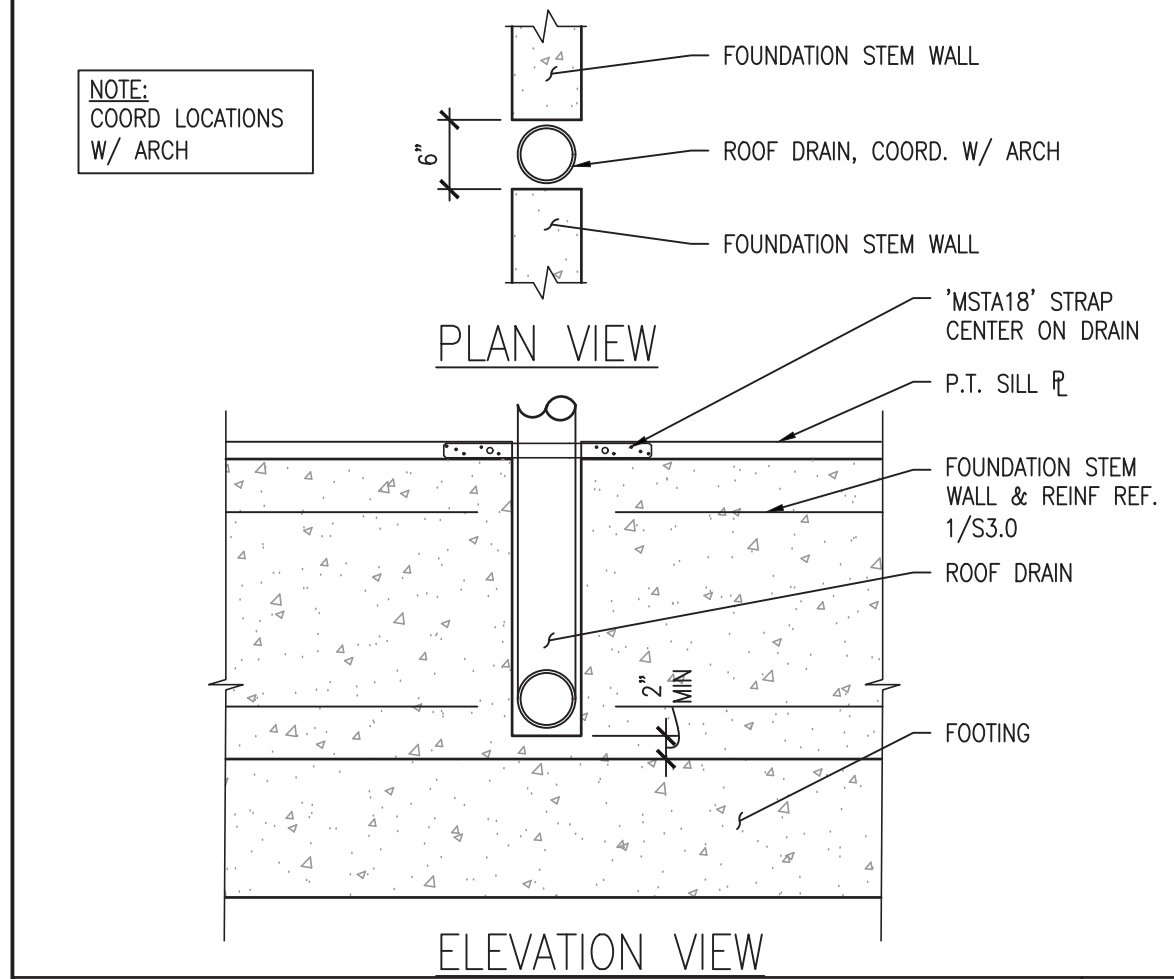 NOTE:
COORD LOCATIONS
W/ ARCH
6"
FOUNDATION STEM WALL
ROOF DRAIN, COORD. W/ ARCH
FOUNDATION STEM WALL
PLAN VIEW
'MSTA18' STRAP
CENTER ON DRAIN
P.T. SILL ⅊
FOUNDATION STEM
WALL & REINF REF.
1/S3.0
ROOF DRAIN
2"
MIN
FOOTING
ELEVATION VIEW